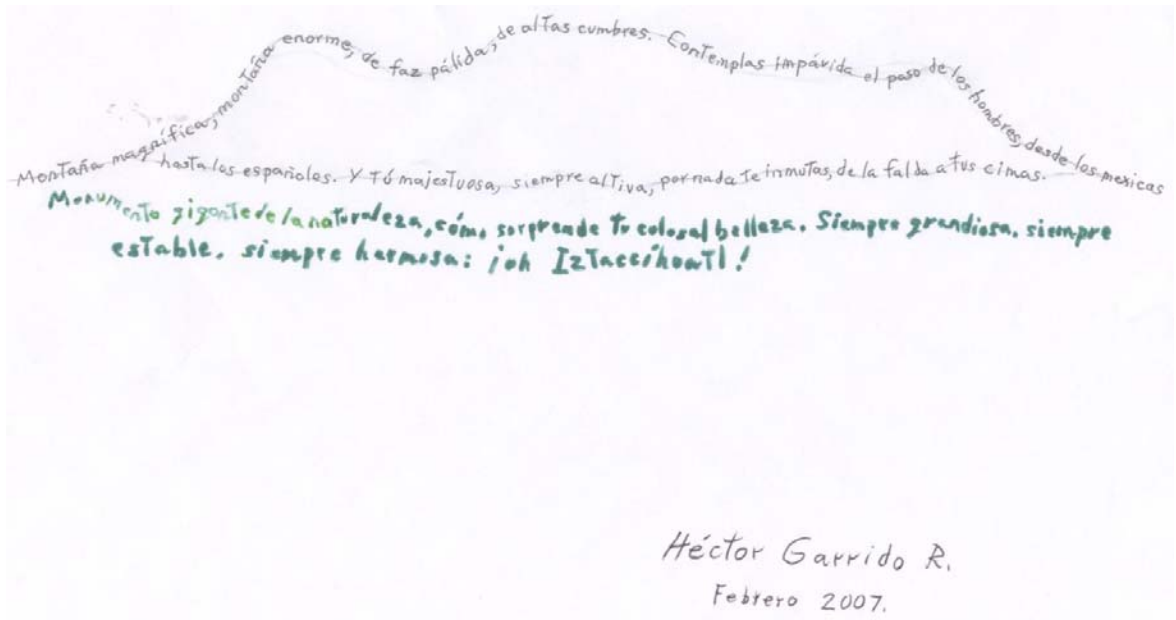 Montaña magnífica, montaña enorme, de faz pálida, de altas cumbres. Contemplas impávida el paso de los hombres, desde los mexicas
hasta los españoles. Y tú majestuosa, siempre altiva, por nada te inmutas, de la falda a tus cimas.
Monumento gigante de la naturaleza, cómo sorprende tu colosal belleza. Siempre grandiosa, siempre
estable, siempre hermosa: ¡oh Iztaccíhuatl!
Héctor Garrido R.
Febrero 2007.